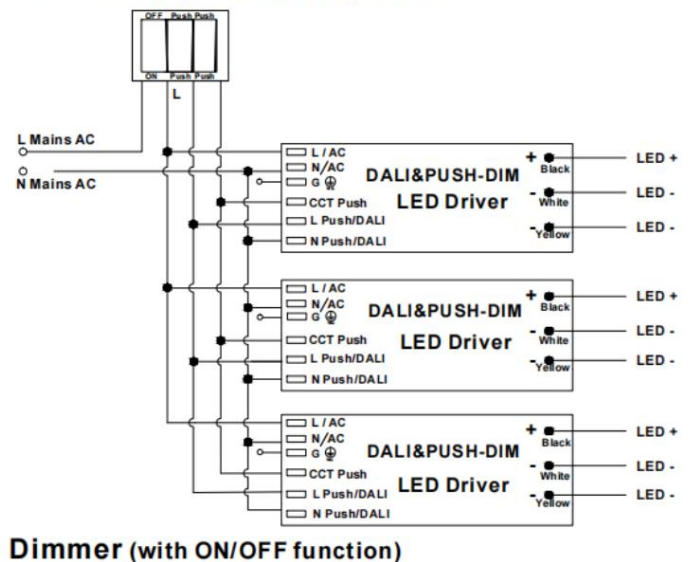 OFF Push Push
ON Push Push
L
L Mains AC
N Mains AC
L / AC
N/AC
G
CCT Push
L Push/DALI
N Push/DALI
DALI&PUSH-DIM
LED Driver
+ Black
- White
- Yellow
LED +
LED -
LED -
L / AC
N/AC
G
CCT Push
L Push/DALI
N Push/DALI
DALI&PUSH-DIM
LED Driver
+ Black
- White
- Yellow
LED +
LED -
LED -
L / AC
N/AC
G
CCT Push
L Push/DALI
N Push/DALI
DALI&PUSH-DIM
LED Driver
+ Black
- White
- Yellow
LED +
LED -
LED -
Dimmer (with ON/OFF function)